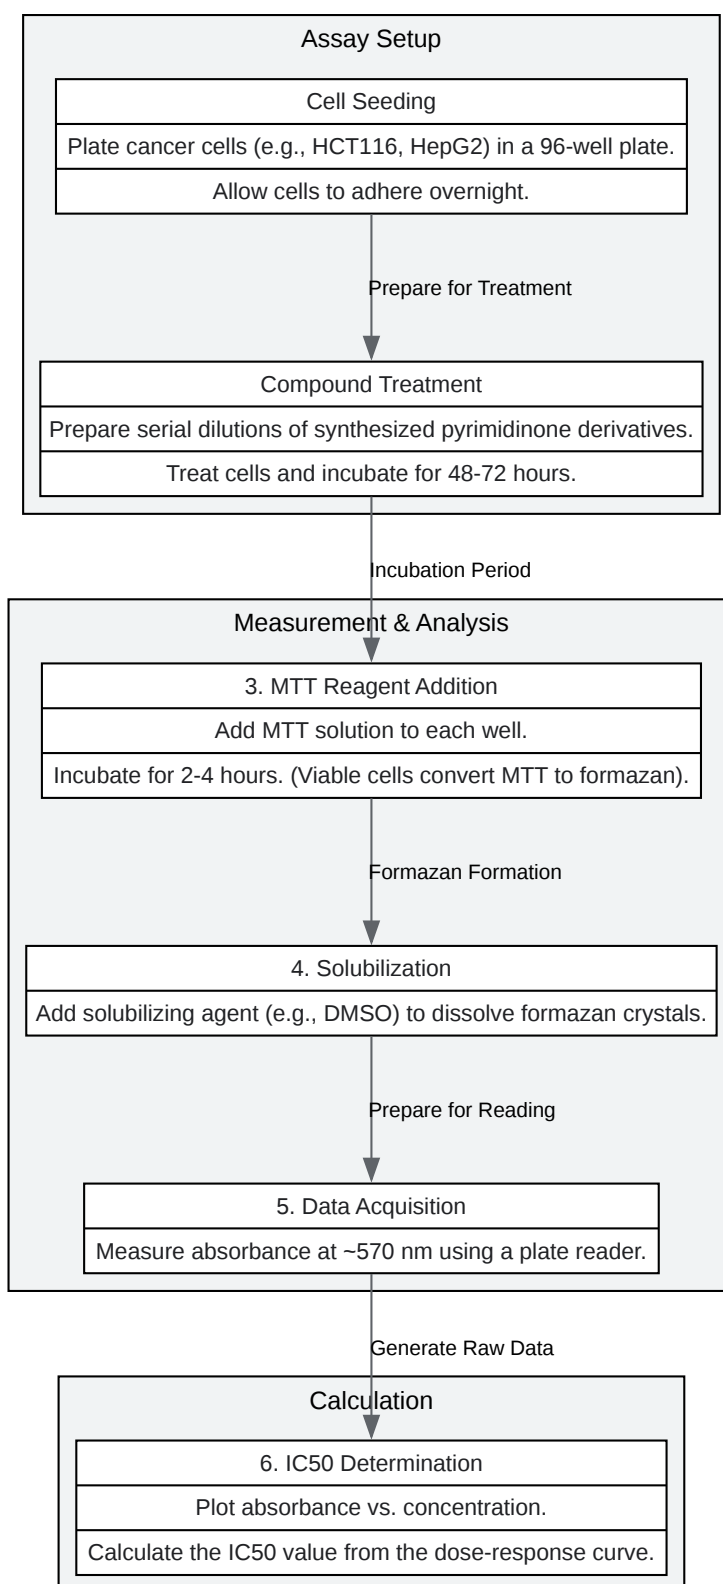 Assay Setup
Cell Seeding
Plate cancer cells (e.g., HCT116, HepG2) in a 96-well plate.
Allow cells to adhere overnight.
Prepare for Treatment
Compound Treatment
Prepare serial dilutions of synthesized pyrimidinone derivatives.
Treat cells and incubate for 48-72 hours.
Incubation Period
Measurement & Analysis
3. MTT Reagent Addition
Add MTT solution to each well.
Incubate for 2-4 hours. (Viable cells convert MTT to formazan).
Formazan Formation
4. Solubilization
Add solubilizing agent (e.g., DMSO) to dissolve formazan crystals.
Prepare for Reading
5. Data Acquisition
Measure absorbance at ~570 nm using a plate reader.
Generate Raw Data
Calculation
6. IC50 Determination
Plot absorbance vs. concentration.
Calculate the IC50 value from the dose-response curve.